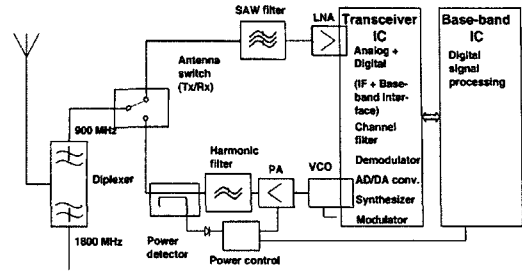 SAW filter
LNA
Transceiver
IC
Analog +
Digital
(IF + Base-
band inter-
face)
Channel
filter
Demodulator
AD/DA conv.
Synthesizer
Modulator
Base-band
IC
Digital
signal
processing
Antenna
switch
(Tx/Rx)
900 MHz
Diplexer
1800 MHz
Harmonic
filter
PA
VCO
Power
detector
Power control